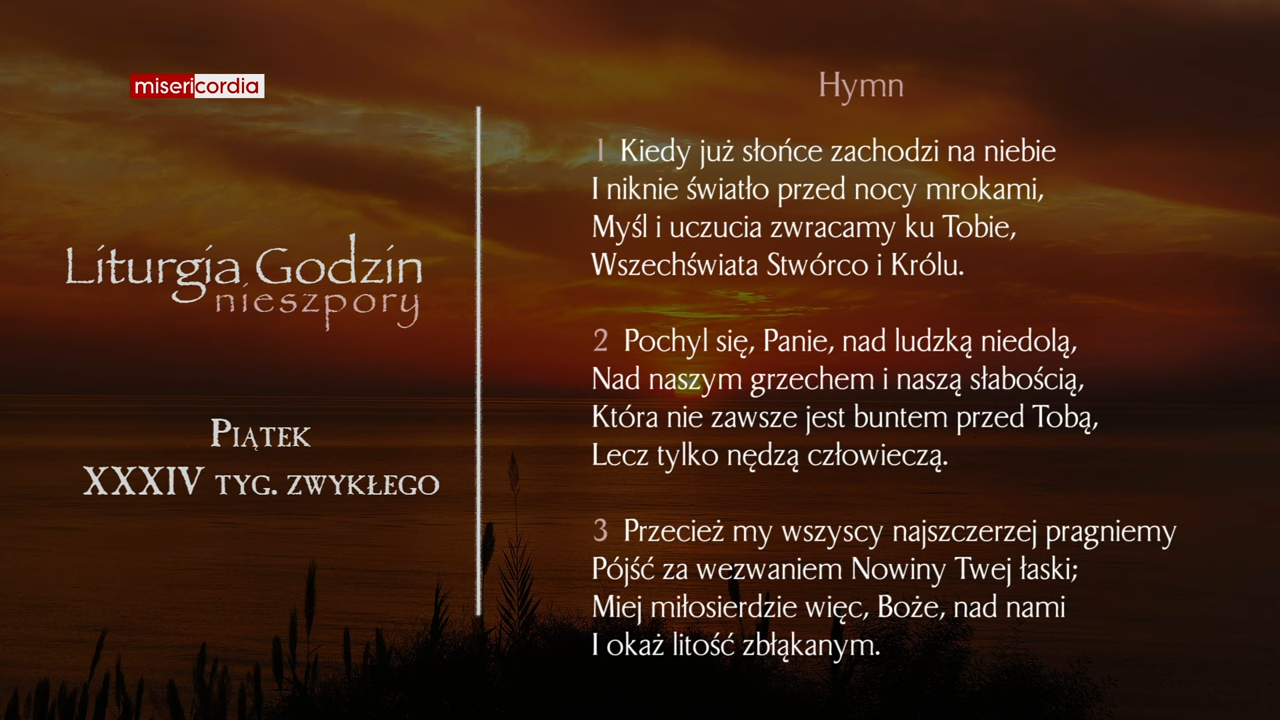 misericordia
Liturgia Godzin
nieszpory
Piątek
XXXIV tyg. zwykłego
Hymn
1 Kiedy już słońce zachodzi na niebie
I niknie światło przed nocy mrokami,
Myśl i uczucia zwracamy ku Tobie,
Wszechświata Stwórco i Królu.
2 Pochyl się, Panie, nad ludzką niedolą,
Nad naszym grzechem i naszą słabością,
Która nie zawsze jest buntem przed Tobą,
Lecz tylko nędzą człowieczą.
3 Przecież my wszyscy najszczerzej pragniemy
Pójść za wezwaniem Nowiny Twej łaski;
Miej miłosierdzie więc, Boże, nad nami
I okaż litość zbłąkanym.